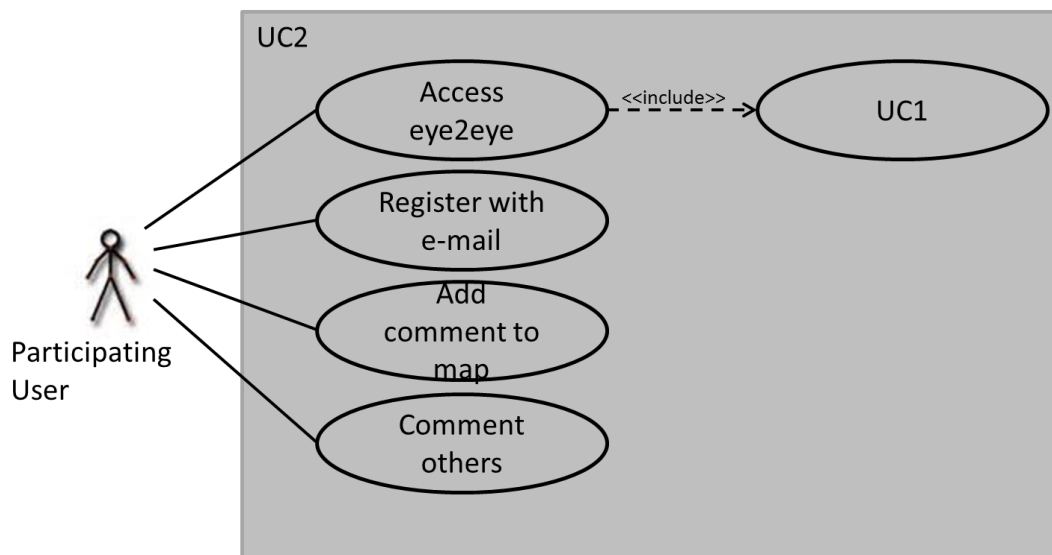 UC2
Access
eye2eye
<<include>>
UC1
Register with
e-mail
Add
comment to
map
Participating
User
Comment
others